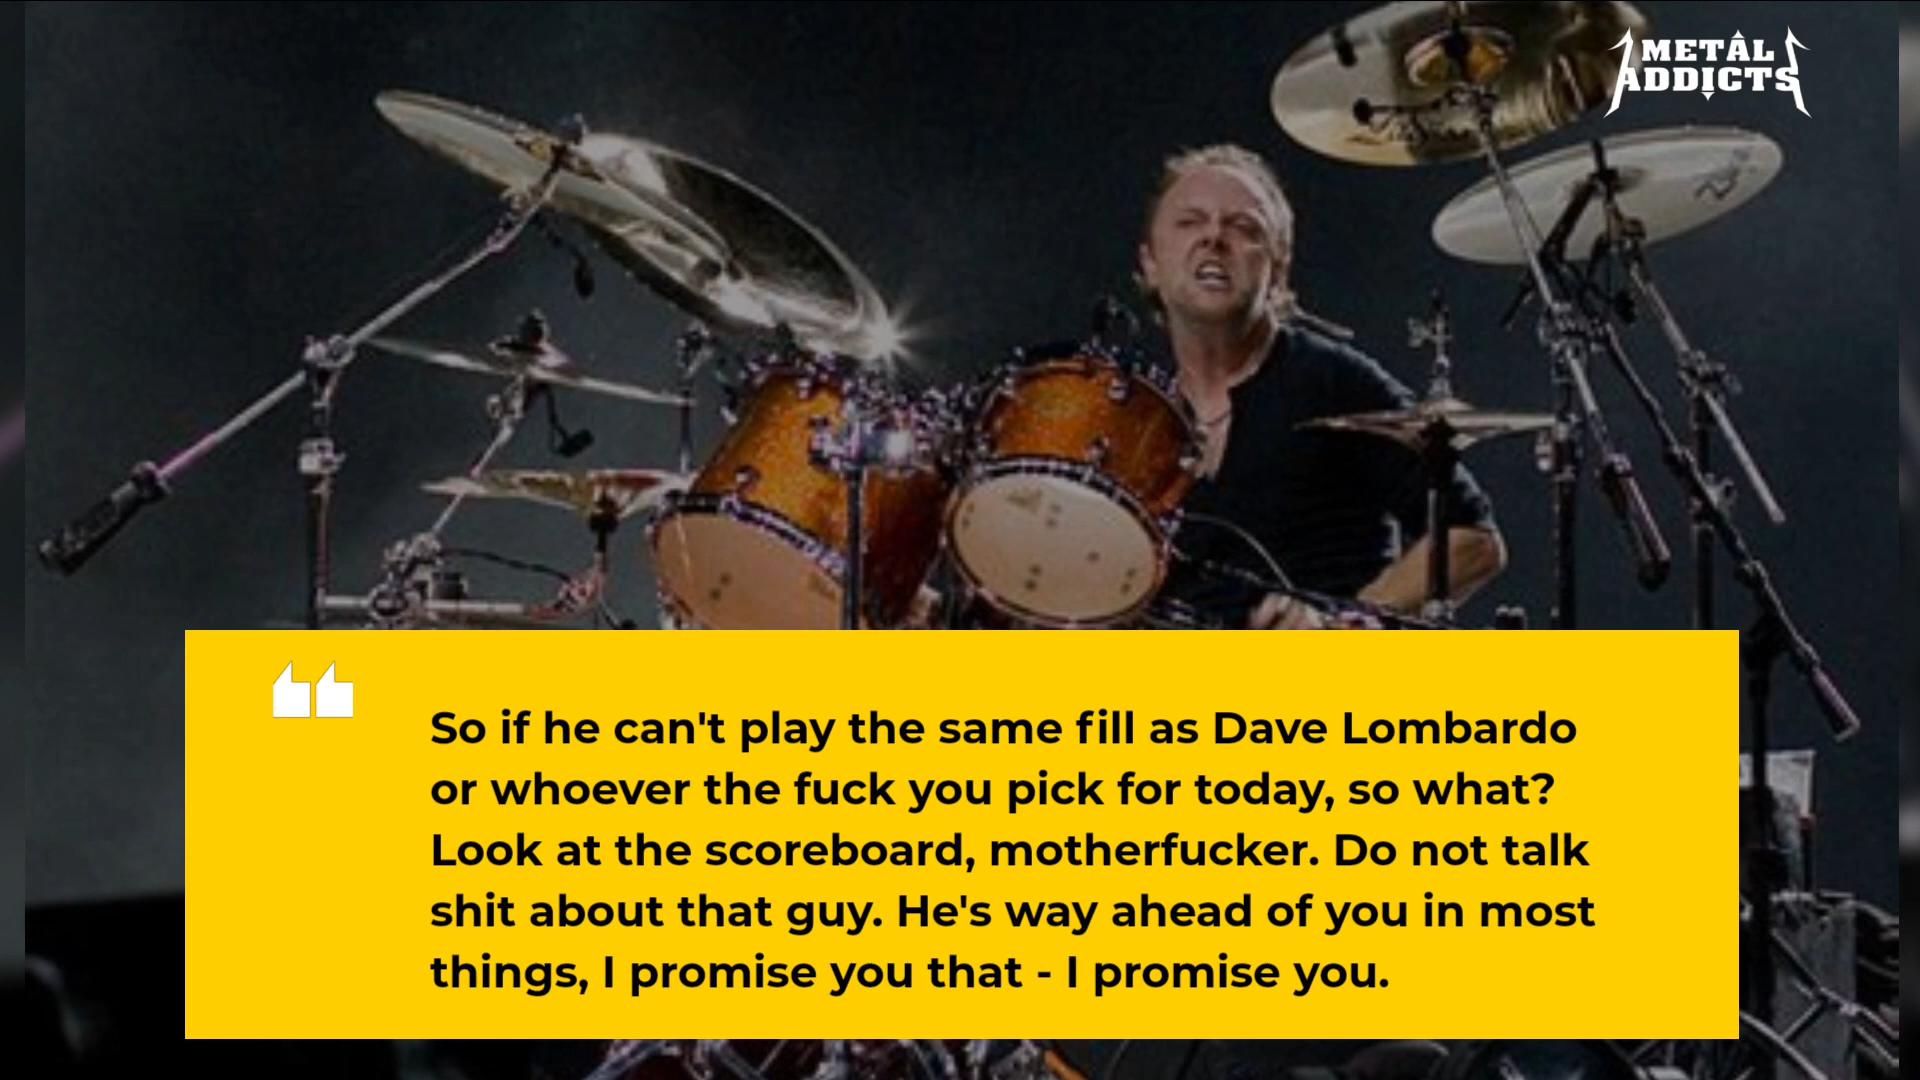 METAL
ADDICTS
So if he can't play the same fill as Dave Lombardo
or whoever the fuck you pick for today, so what?
Look at the scoreboard, motherfucker. Do not talk
shit about that guy. He's way ahead of you in most
things, I promise you that - I promise you.